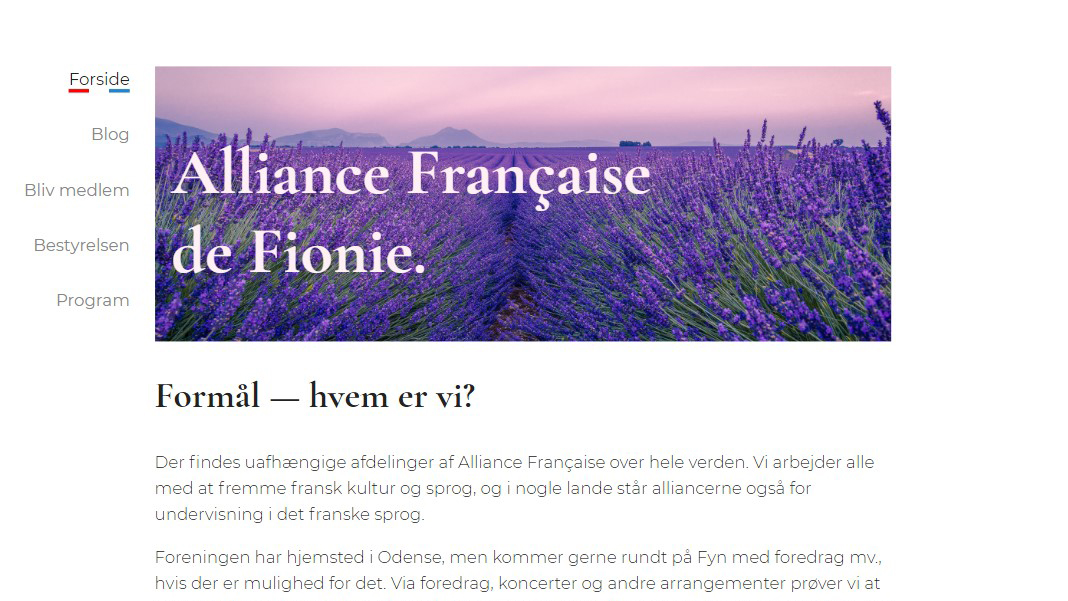 Forside
Blog
Bliv medlem
Bestyrelsen
Program
Alliance Française
de Fionie.
Formål — hvem er vi?
Der findes uafhængige afdelinger af Alliance Française over hele verden. Vi arbejder alle
med at fremme fransk kultur og sprog, og i nogle lande står alliancerne også for
undervisning i det franske sprog.
Foreningen har hjemsted i Odense, men kommer gerne rundt på Fyn med foredrag mv.,
hvis der er mulighed for det. Via foredrag, koncerter og andre arrangementer prøver vi at